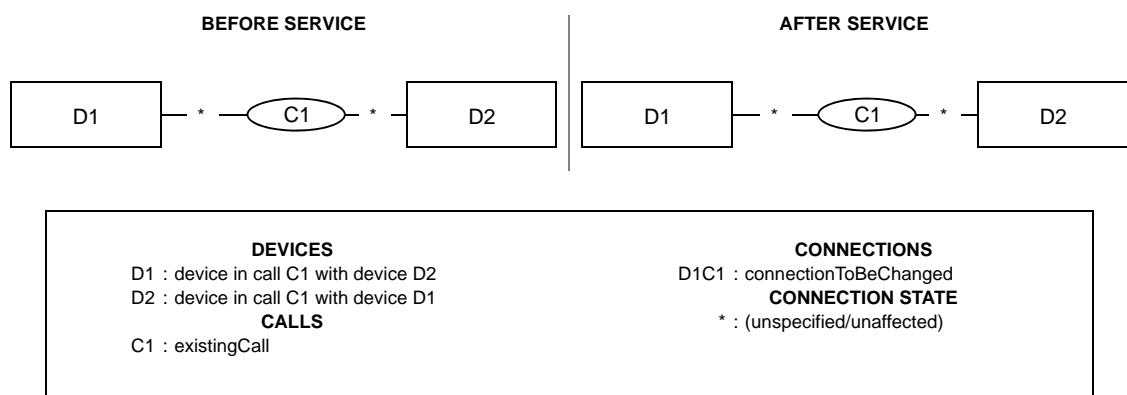 BEFORE SERVICE
AFTER SERVICE
D1 * C1 * D2
D1 * C1 * D2
DEVICES
D1 : device in call C1 with device D2
D2 : device in call C1 with device D1
CALLS
C1 : existingCall
CONNECTIONS
D1C1 : connectionToBeChanged
CONNECTION STATE
* : (unspecified/unaffected)